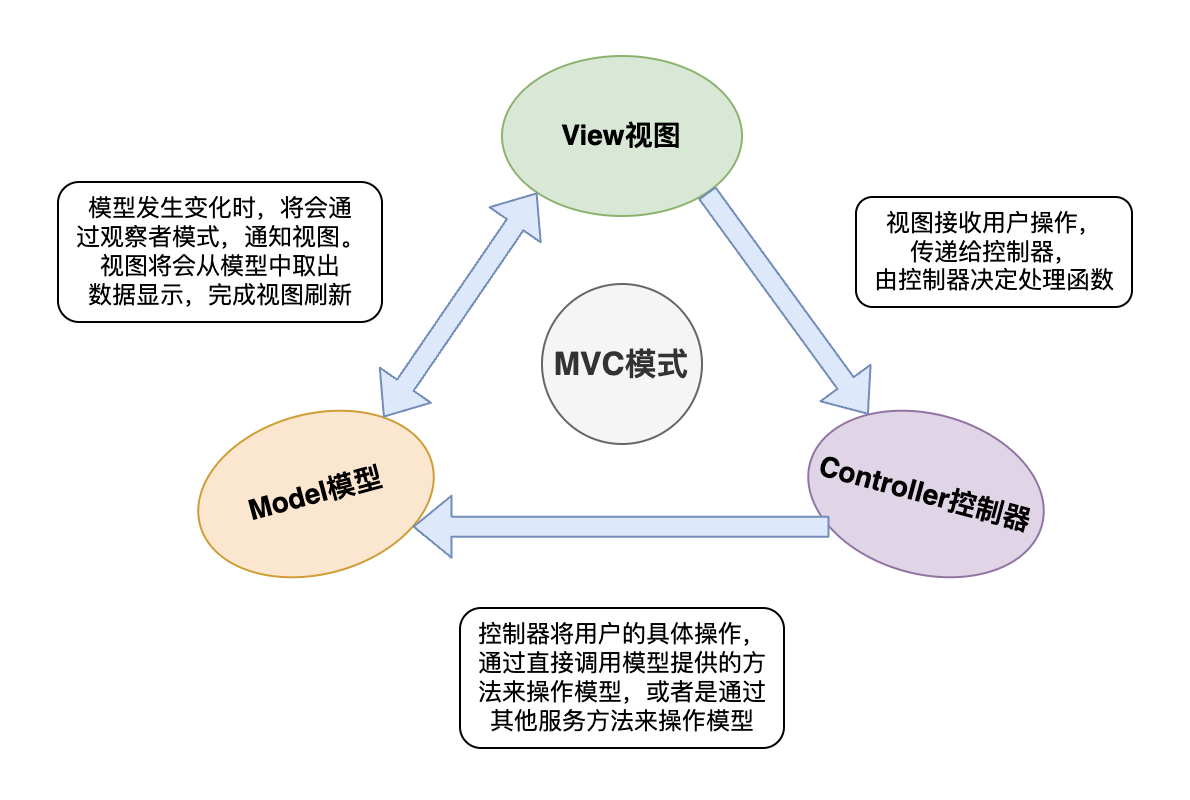 View视图
模型发生变化时，将会通
过观察者模式，通知视图。
视图将会从模型中取出
数据显示，完成视图刷新
视图接收用户操作，
传递给控制器，
由控制器决定处理函数
MVC模式
Model模型
Controller控制器
控制器将用户的具体操作，
通过直接调用模型提供的方
法来操作模型，或者是通过
其他服务方法来操作模型